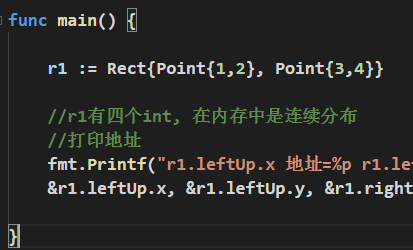 func main() {
r1 := Rect{Point{1,2}, Point{3,4}}
//r1有四个int, 在内存中是连续分布
//打印地址
fmt.Printf("r1.leftUp.x 地址=%p r1.le
&r1.leftUp.x, &r1.leftUp.y, &r1.right
}